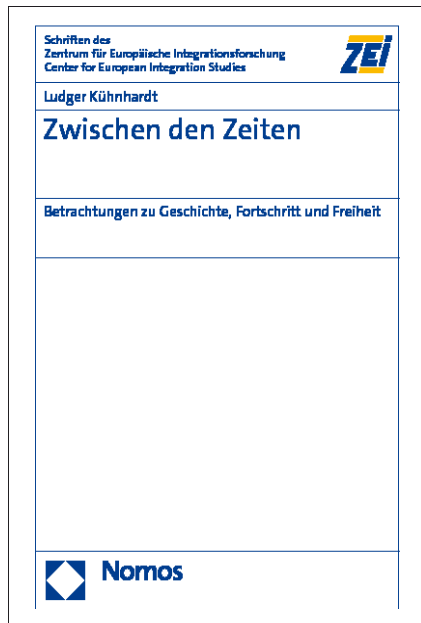 Schriften des
Zentrum für Europäische Integrationsforschung
Center for European Integration Studies
ZEI
Ludger Kühnhardt
Zwischen den Zeiten
Betrachtungen zu Geschichte, Fortschritt und Freiheit
Nomos